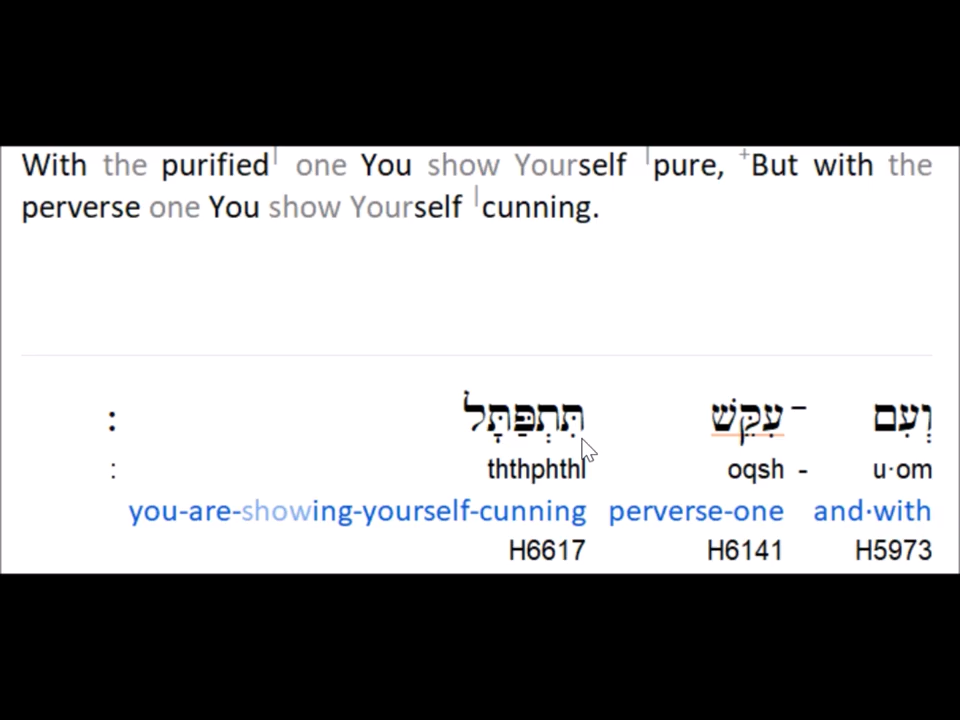 With the purified| one You show Yourself |pure, +But with the
perverse one You show Yourself |cunning.
וְעִם ־ עִקֵּשׁ תִּתְפַּתָּל :
u·om - oqsh ththphthl :
and·with perverse-one you-are-showing-yourself-cunning
H5973 H6141 H6617